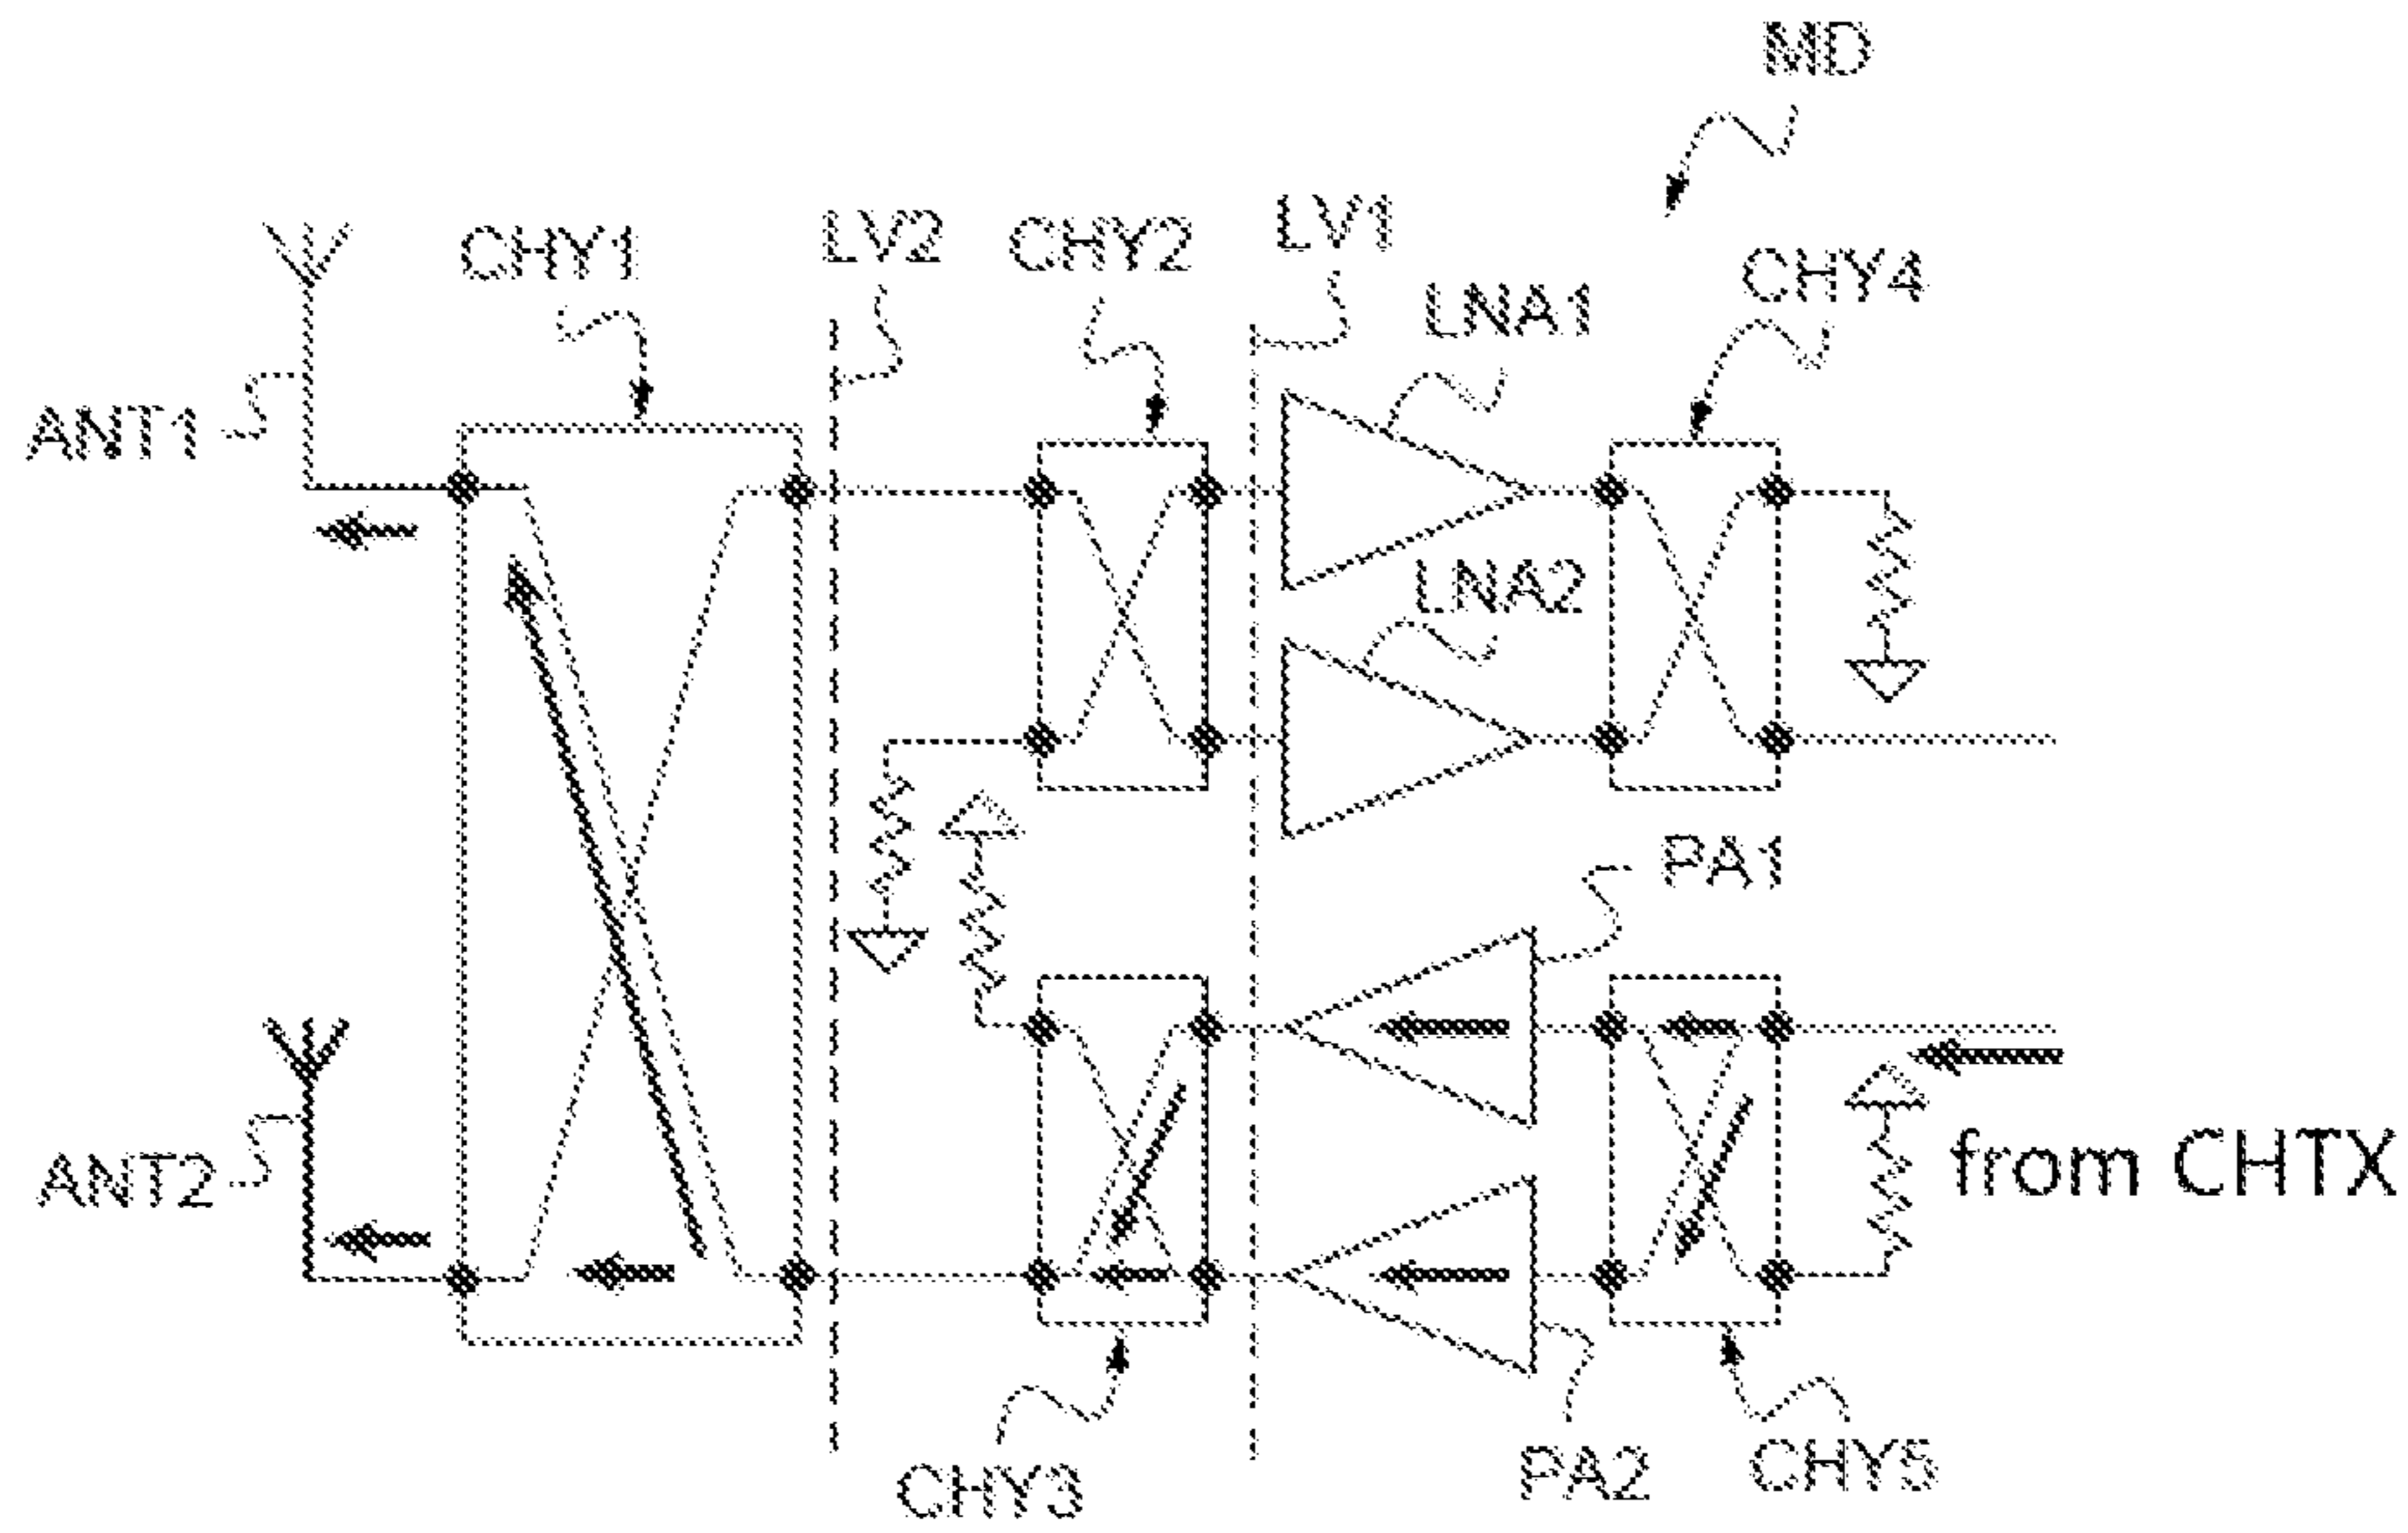 MD
CHY1
LV2
CHY2
LV1
LNA1
CHY4
ANT1
LNA2
PA1
ANT2
from CHTX
CHY3
PA2
CHY5